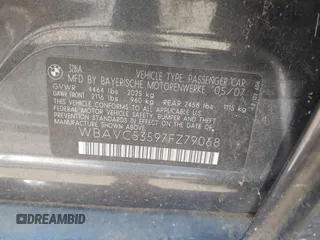 328i
VEHICLE TYPE: PASSENGER CAR
MFD BY BAYERISCHE MOTORENWERKE 05/07
GVWR 4464 lbs 2025 kg
GAWR FRONT 2116 lbs 960 kg REAR 2458 lbs 1115 kg
THIS VEHICLE CONFORMS TO ALL APPLICABLE U.S.
FEDERAL MOTOR VEHICLE SAFETY, BUMPER, AND
THEFT PREVENTION STANDARDS IN EFFECT ON THE
DATE OF MANUFACTURE SHOWN ABOVE
WBAVC53597FZ79068
DREAMBID